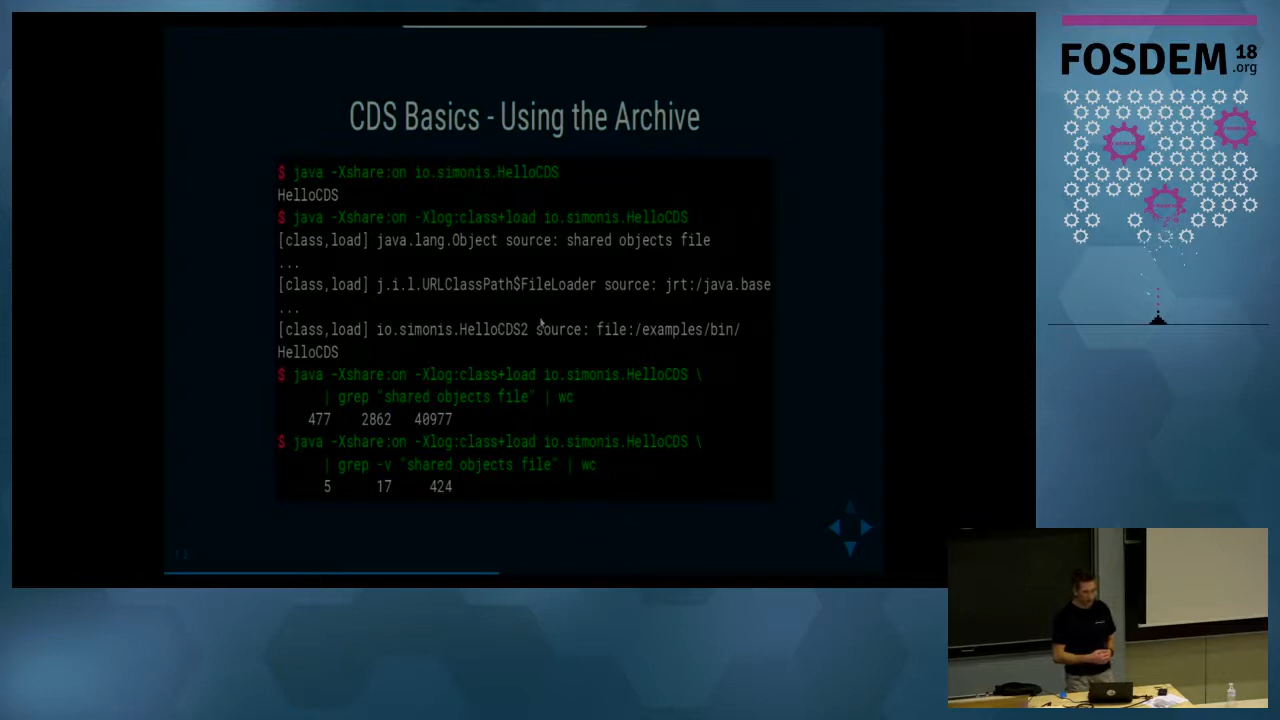 CDS Basics - Using the Archive
$ java -Xshare:on io.simonis.HelloCDS
HelloCDS
$ java -Xshare:on -Xlog:class+load io.simonis.HelloCDS
[class,load] java.lang.Object source: shared objects file
...
[class,load] j.i.l.URLClassPath$FileLoader source: jrt:/java.base
...
[class,load] io.simonis.HelloCDS2 source: file:/examples/bin/
HelloCDS
$ java -Xshare:on -Xlog:class+load io.simonis.HelloCDS \
| grep "shared objects file" | wc
477 2862 40977
$ java -Xshare:on -Xlog:class+load io.simonis.HelloCDS \
| grep -v "shared objects file" | wc
5 17 424
FOSDEM 18
.org